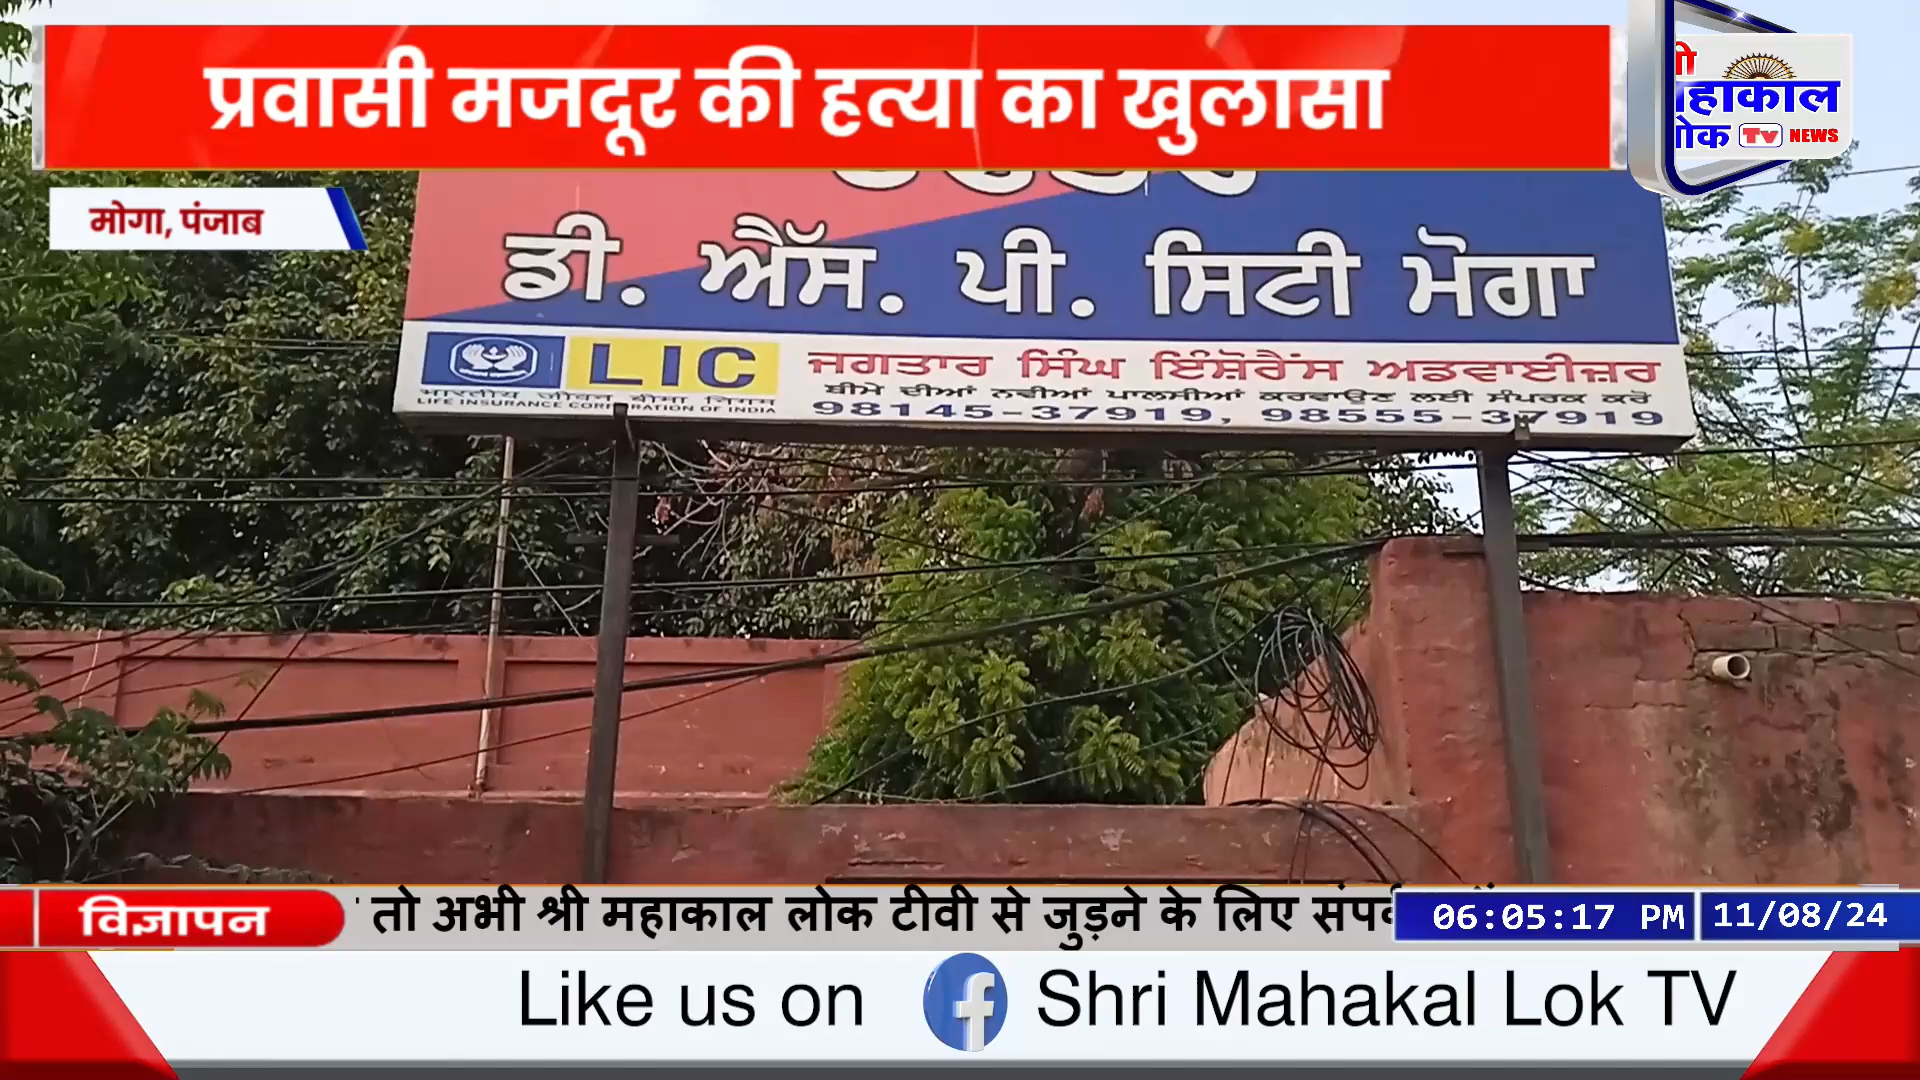 प्रवासी मजदूर की हत्या का खुलासा
हाकाल
Tv NEWS
मोगा, पंजाब
ਡੀ. ਐੱਸ. ਪੀ. ਸਿਟੀ ਮੋਗਾ
LIC
ਜਗਤਾਰ ਸਿੰਘ ਇੰਸ਼ੋਰੈਂਸ ਅਡਵਾਈਜ਼ਰ
भारतीय जीवन बीमा निगम
ਬੀਮੇ ਦੀਆਂ ਨਵੀਆਂ ਪਾਲਸੀਆਂ ਕਰਵਾਉਣ ਲਈ ਸੰਪਰਕ ਕਰੋ
LIFE INSURANCE CORPORATION OF INDIA
98145-37919, 98555-37919
विज्ञापन
तो अभी श्री महाकाल लोक टीवी से जुड़ने के लिए
06:05:17 PM
11/08/24
Like us on
Shri Mahakal Lok TV